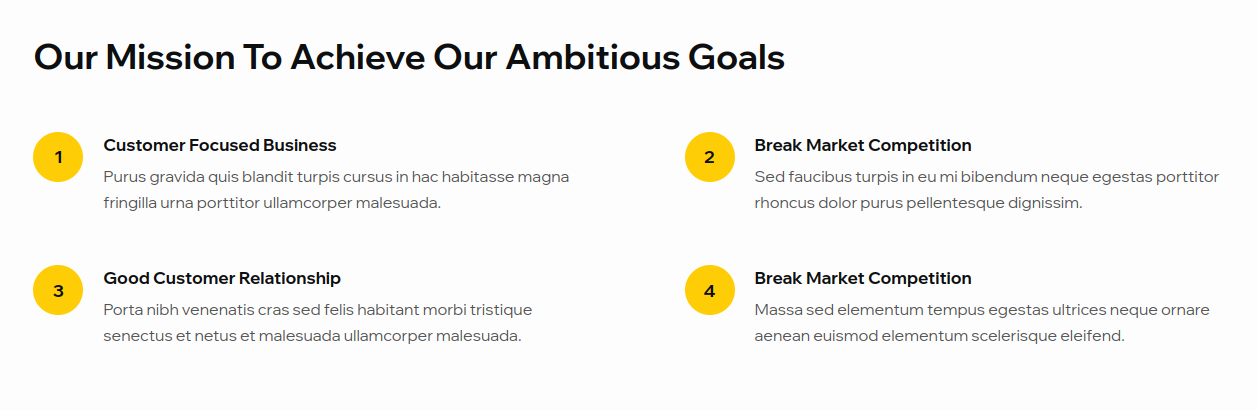 Our Mission To Achieve Our Ambitious Goals
1
Customer Focused Business
Purus gravida quis blandit turpis cursus in hac habitasse magna
fringilla urna porttitor ullamcorper malesuada.
2
Break Market Competition
Sed faucibus turpis in eu mi bibendum neque egestas porttitor
rhoncus dolor purus pellentesque dignissim.
3
Good Customer Relationship
Porta nibh venenatis cras sed felis habitant morbi tristique
senectus et netus et malesuada ullamcorper malesuada.
4
Break Market Competition
Massa sed elementum tempus egestas ultrices neque ornare
aenean euismod elementum scelerisque eleifend.